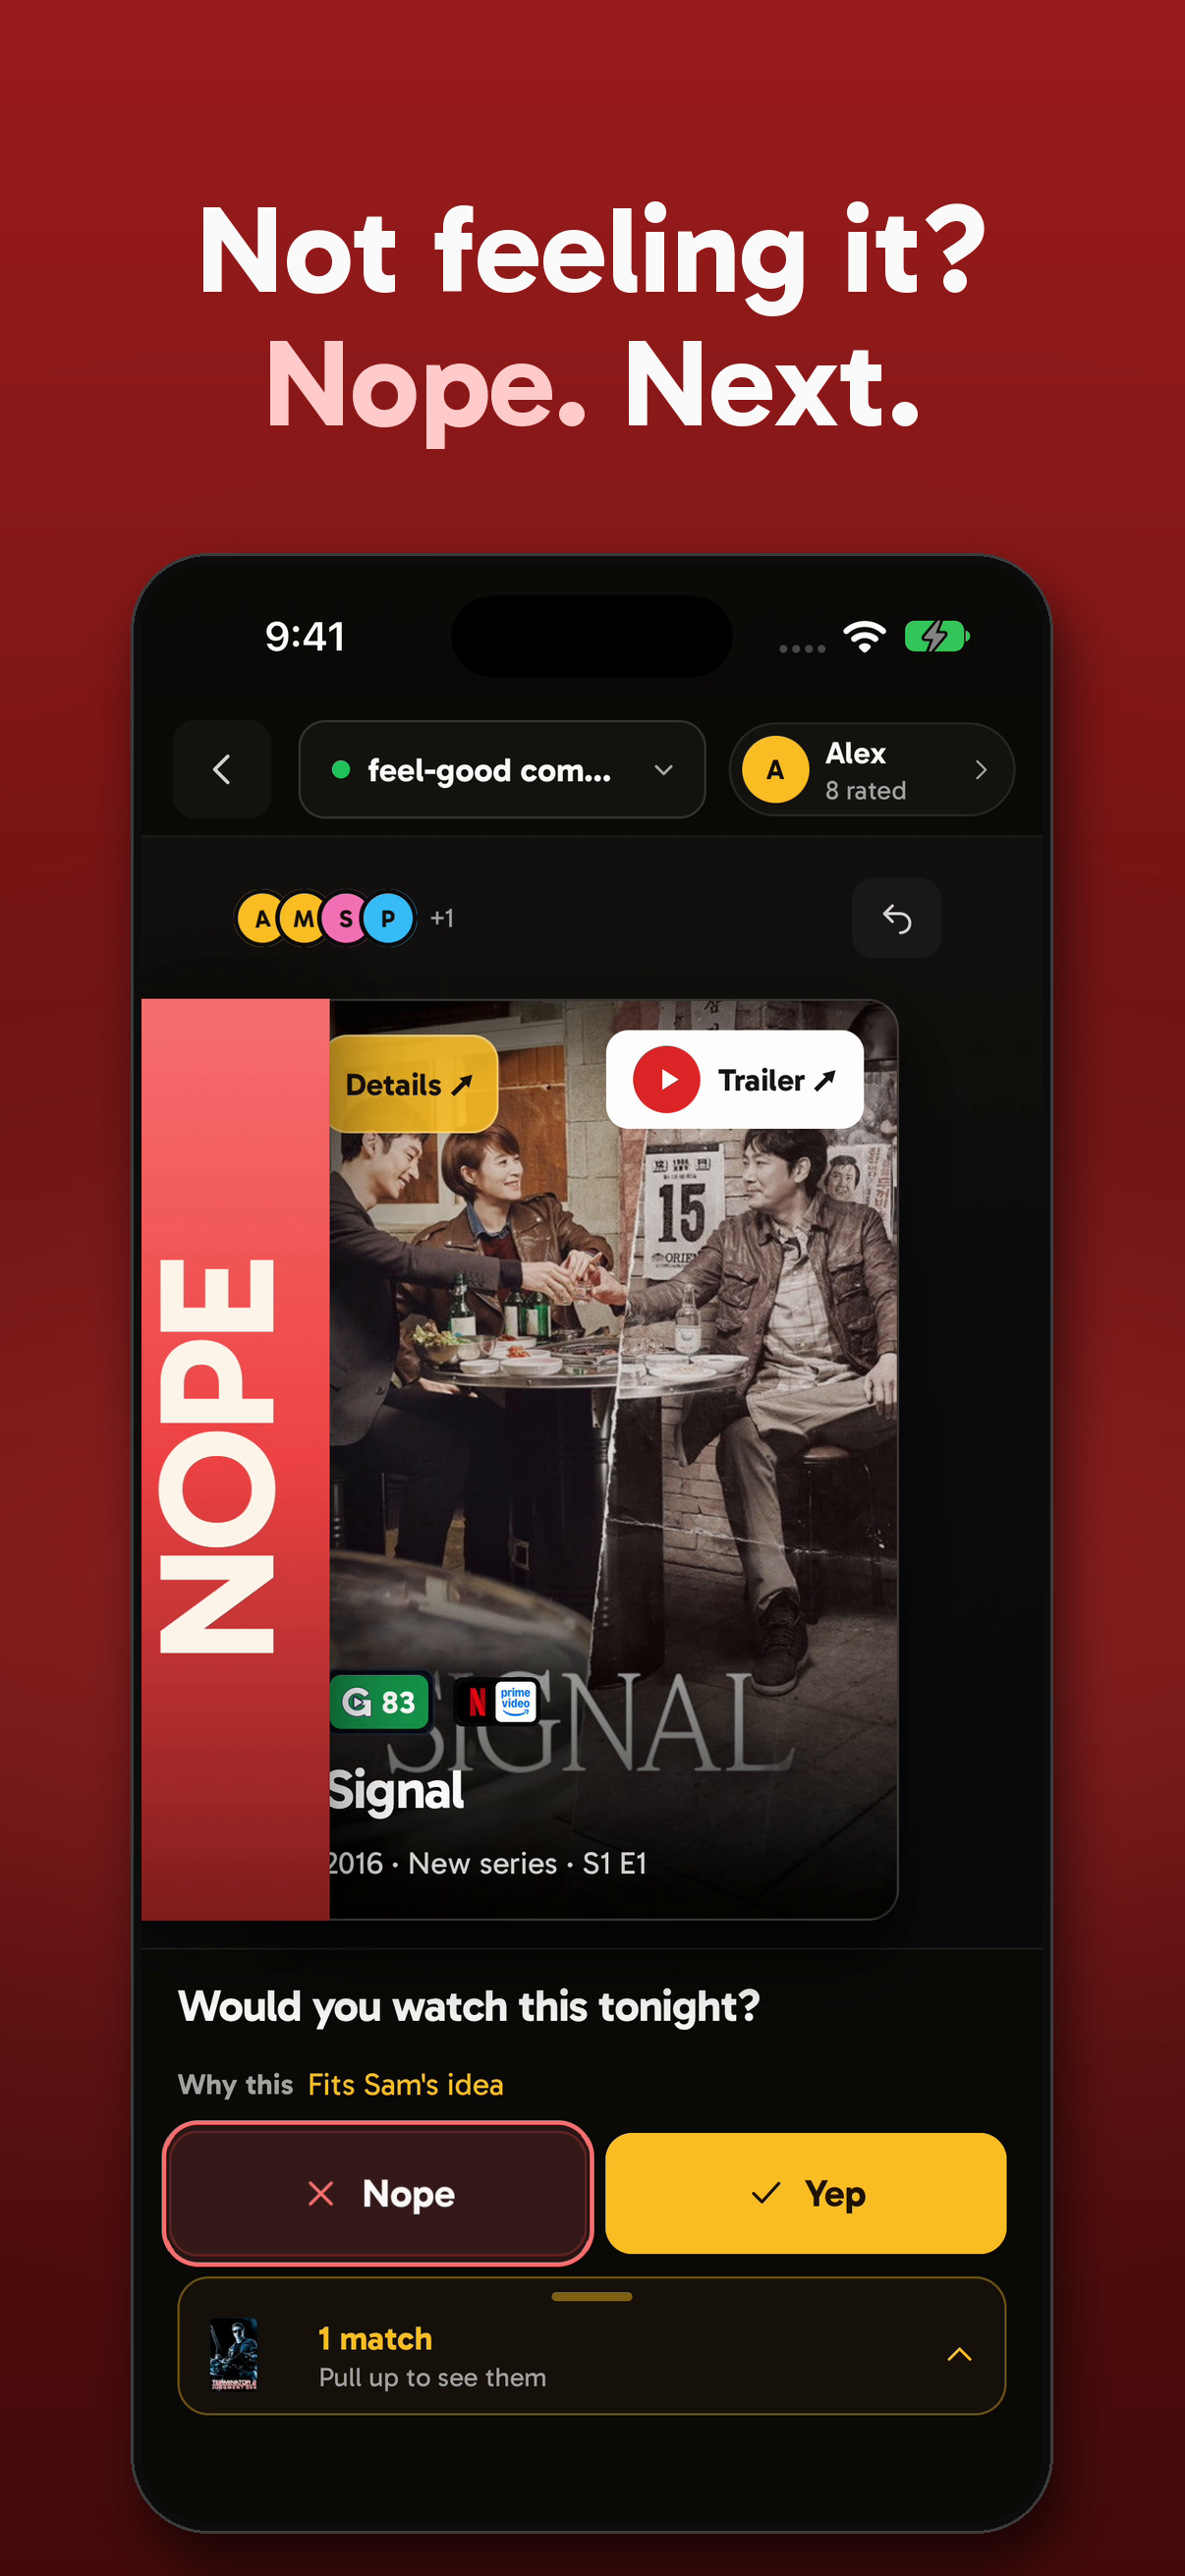 Not feeling it?
Nope. Next.
9:41
feel-good com...
A
Alex
8 rated
A M S P +1
Details ↗
Trailer ↗
15
ORIEN
NOPE
SIGNAL
G 83
N
prime video
Signal
2016 · New series · S1 E1
Would you watch this tonight?
Why this Fits Sam's idea
Nope
Yep
1 match
Pull up to see them